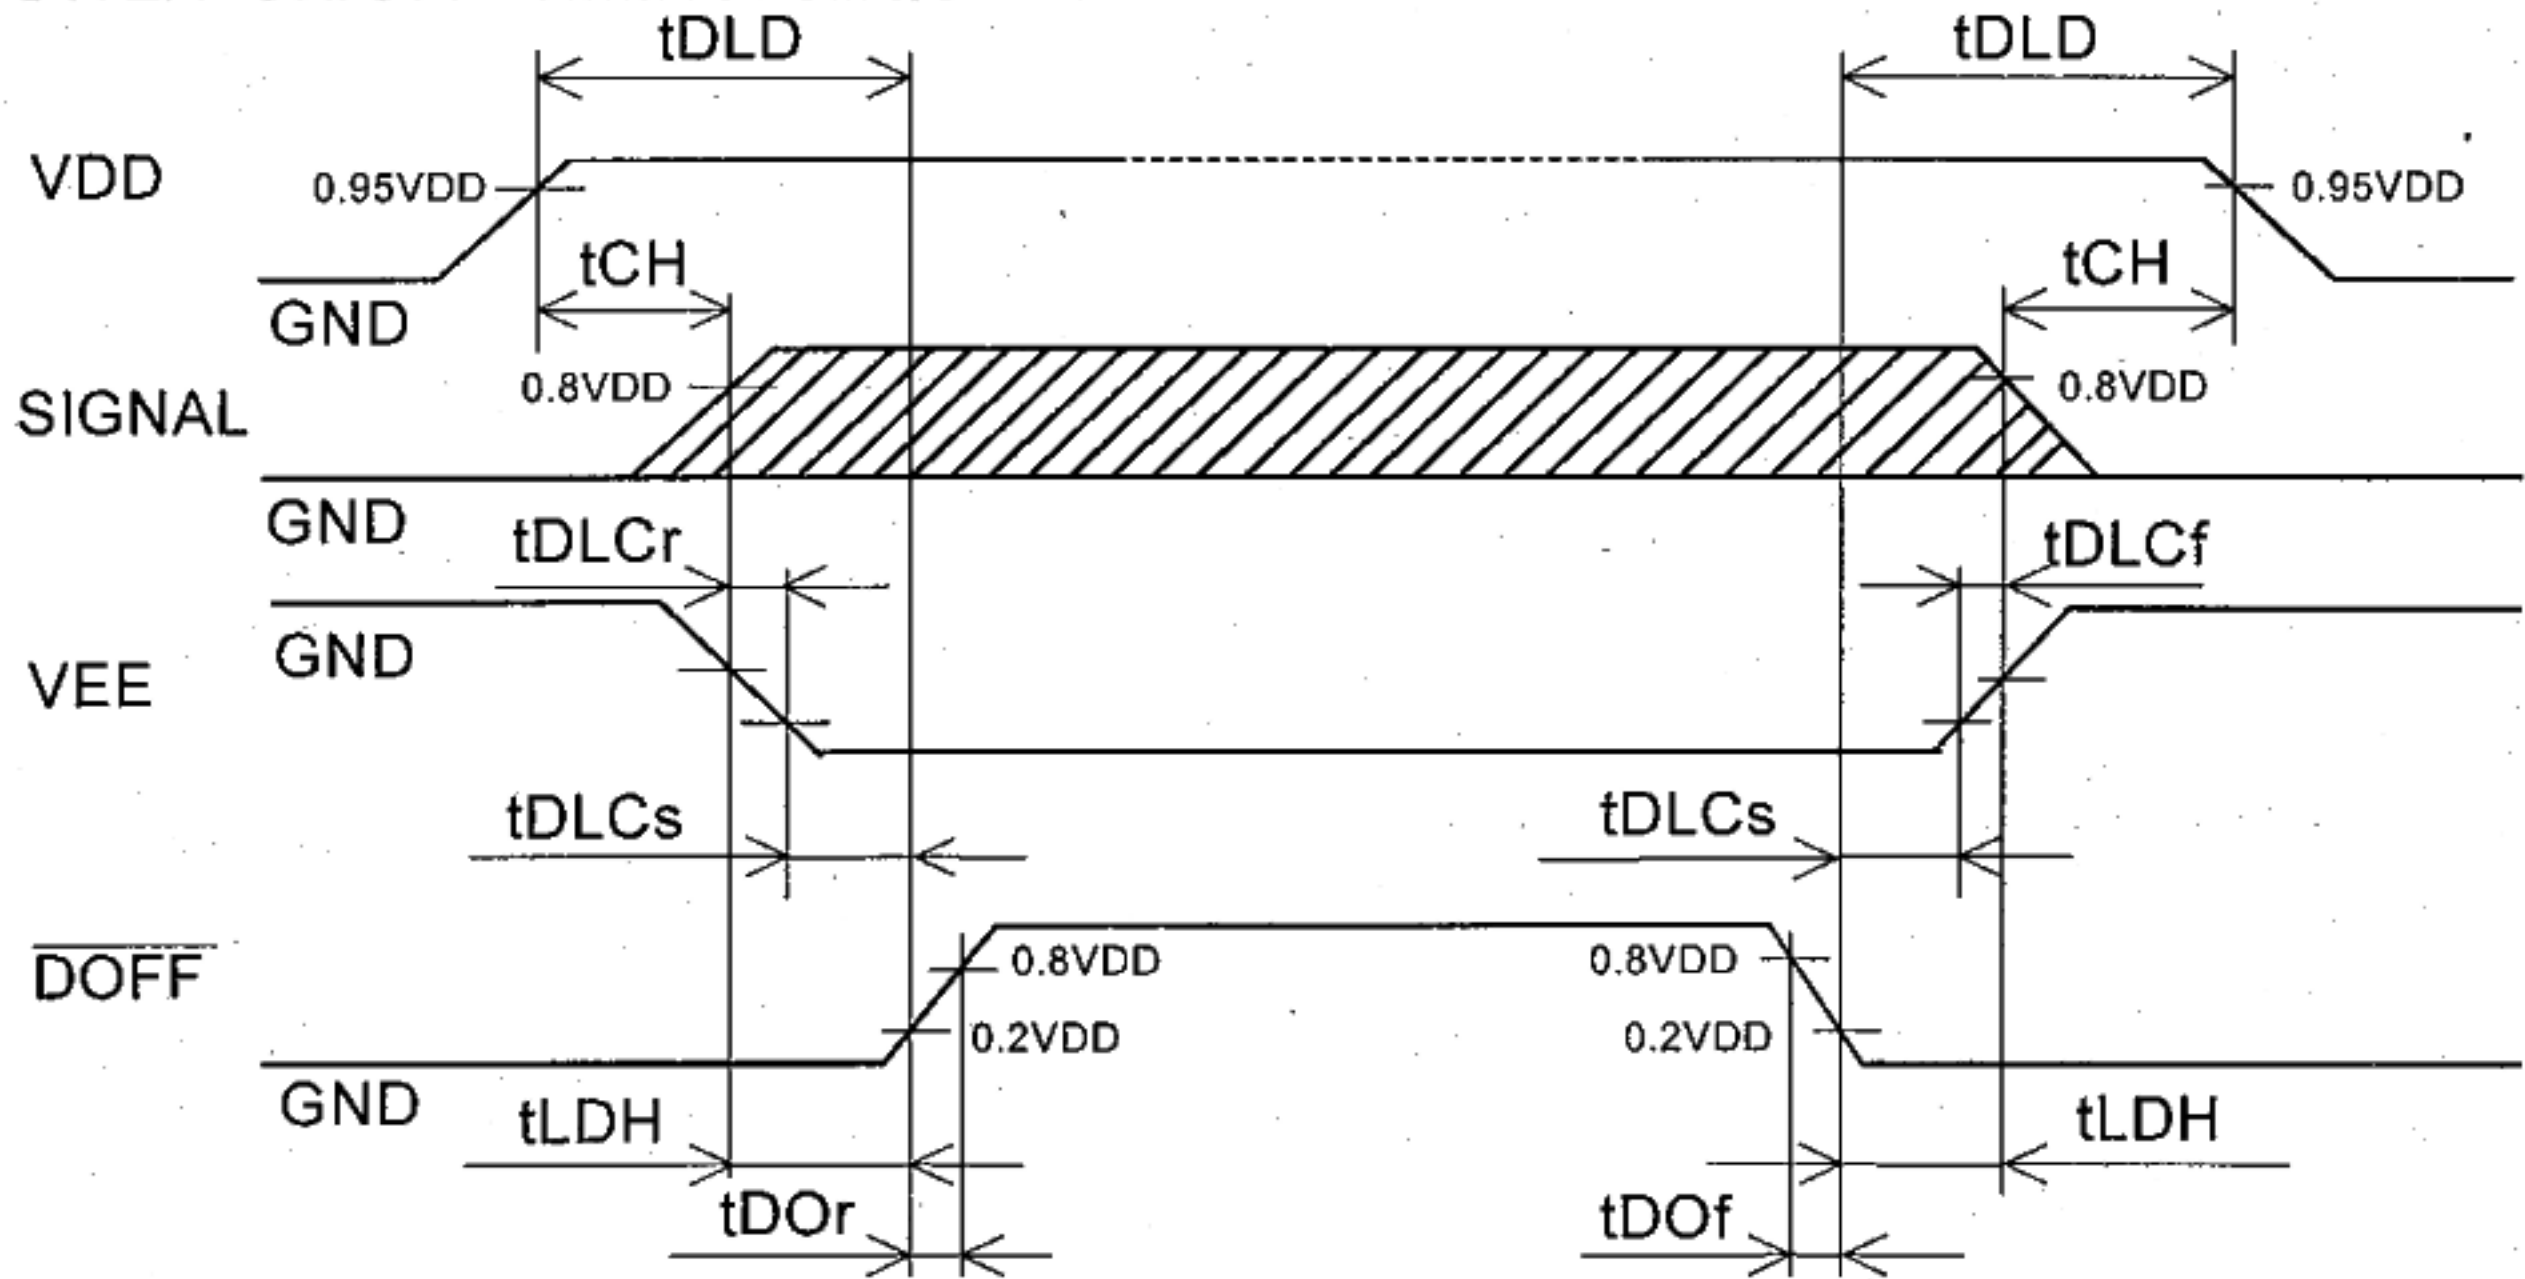 tDLD tDLD
VDD 0.95VDD 0.95VDD
tCH tCH
GND
0.8VDD 0.8VDD
SIGNAL
GND
tDLCr tDLCf
GND
VEE
tDLCs tDLCs
0.8VDD 0.8VDD
DOFF
0.2VDD 0.2VDD
GND
tLDH tLDH
tDOr tDOf